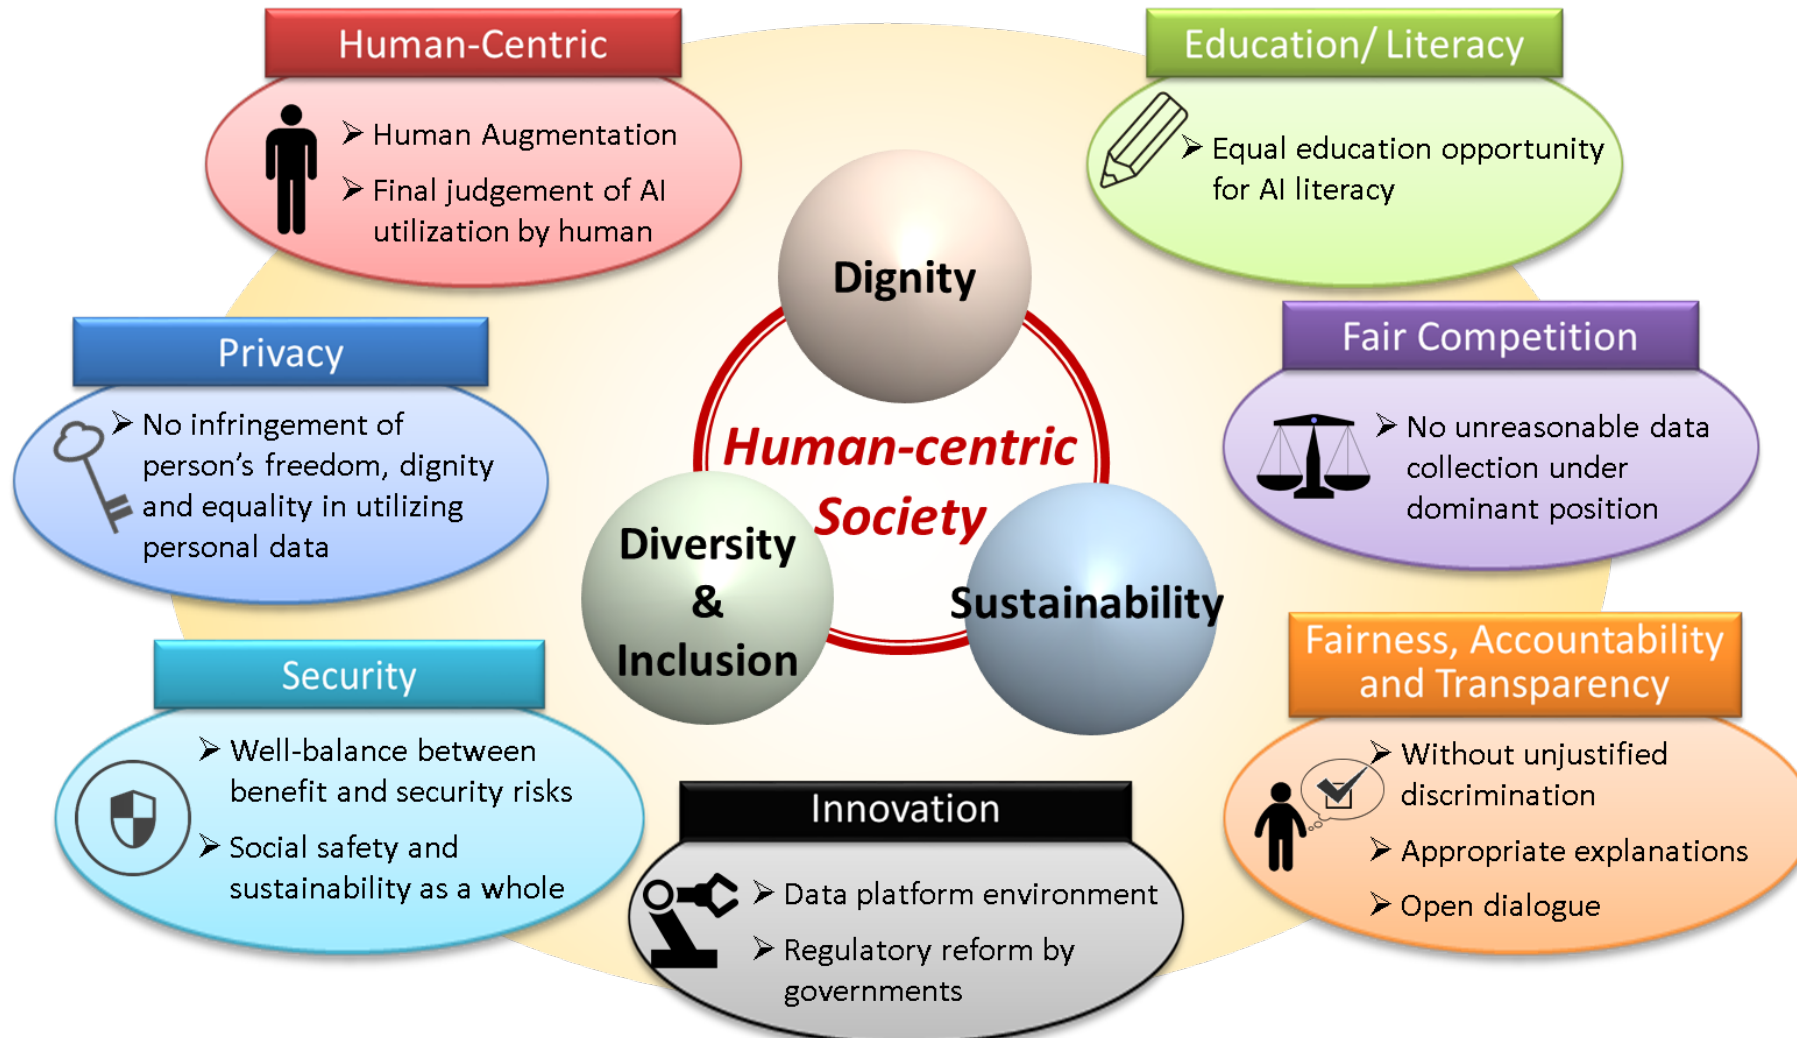 Human-Centric
➢ Human Augmentation
➢ Final judgement of AI
utilization by human
Education/ Literacy
➢ Equal education opportunity
for AI literacy
Dignity
Privacy
➢ No infringement of
person's freedom, dignity
and equality in utilizing
personal data
Human-centric
Society
Diversity
&
Inclusion
Sustainability
Fair Competition
➢ No unreasonable data
collection under
dominant position
Security
➢ Well-balance between
benefit and security risks
➢ Social safety and
sustainability as a whole
Innovation
➢ Data platform environment
➢ Regulatory reform by
governments
Fairness, Accountability
and Transparency
➢ Without unjustified
discrimination
➢ Appropriate explanations
➢ Open dialogue